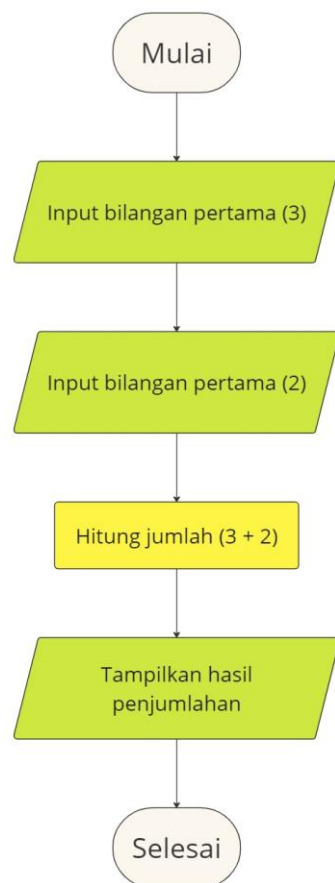 Mulai
Input bilangan pertama (3)
Input bilangan pertama (2)
Hitung jumlah (3 + 2)
Tampilkan hasil
penjumlahan
Selesai